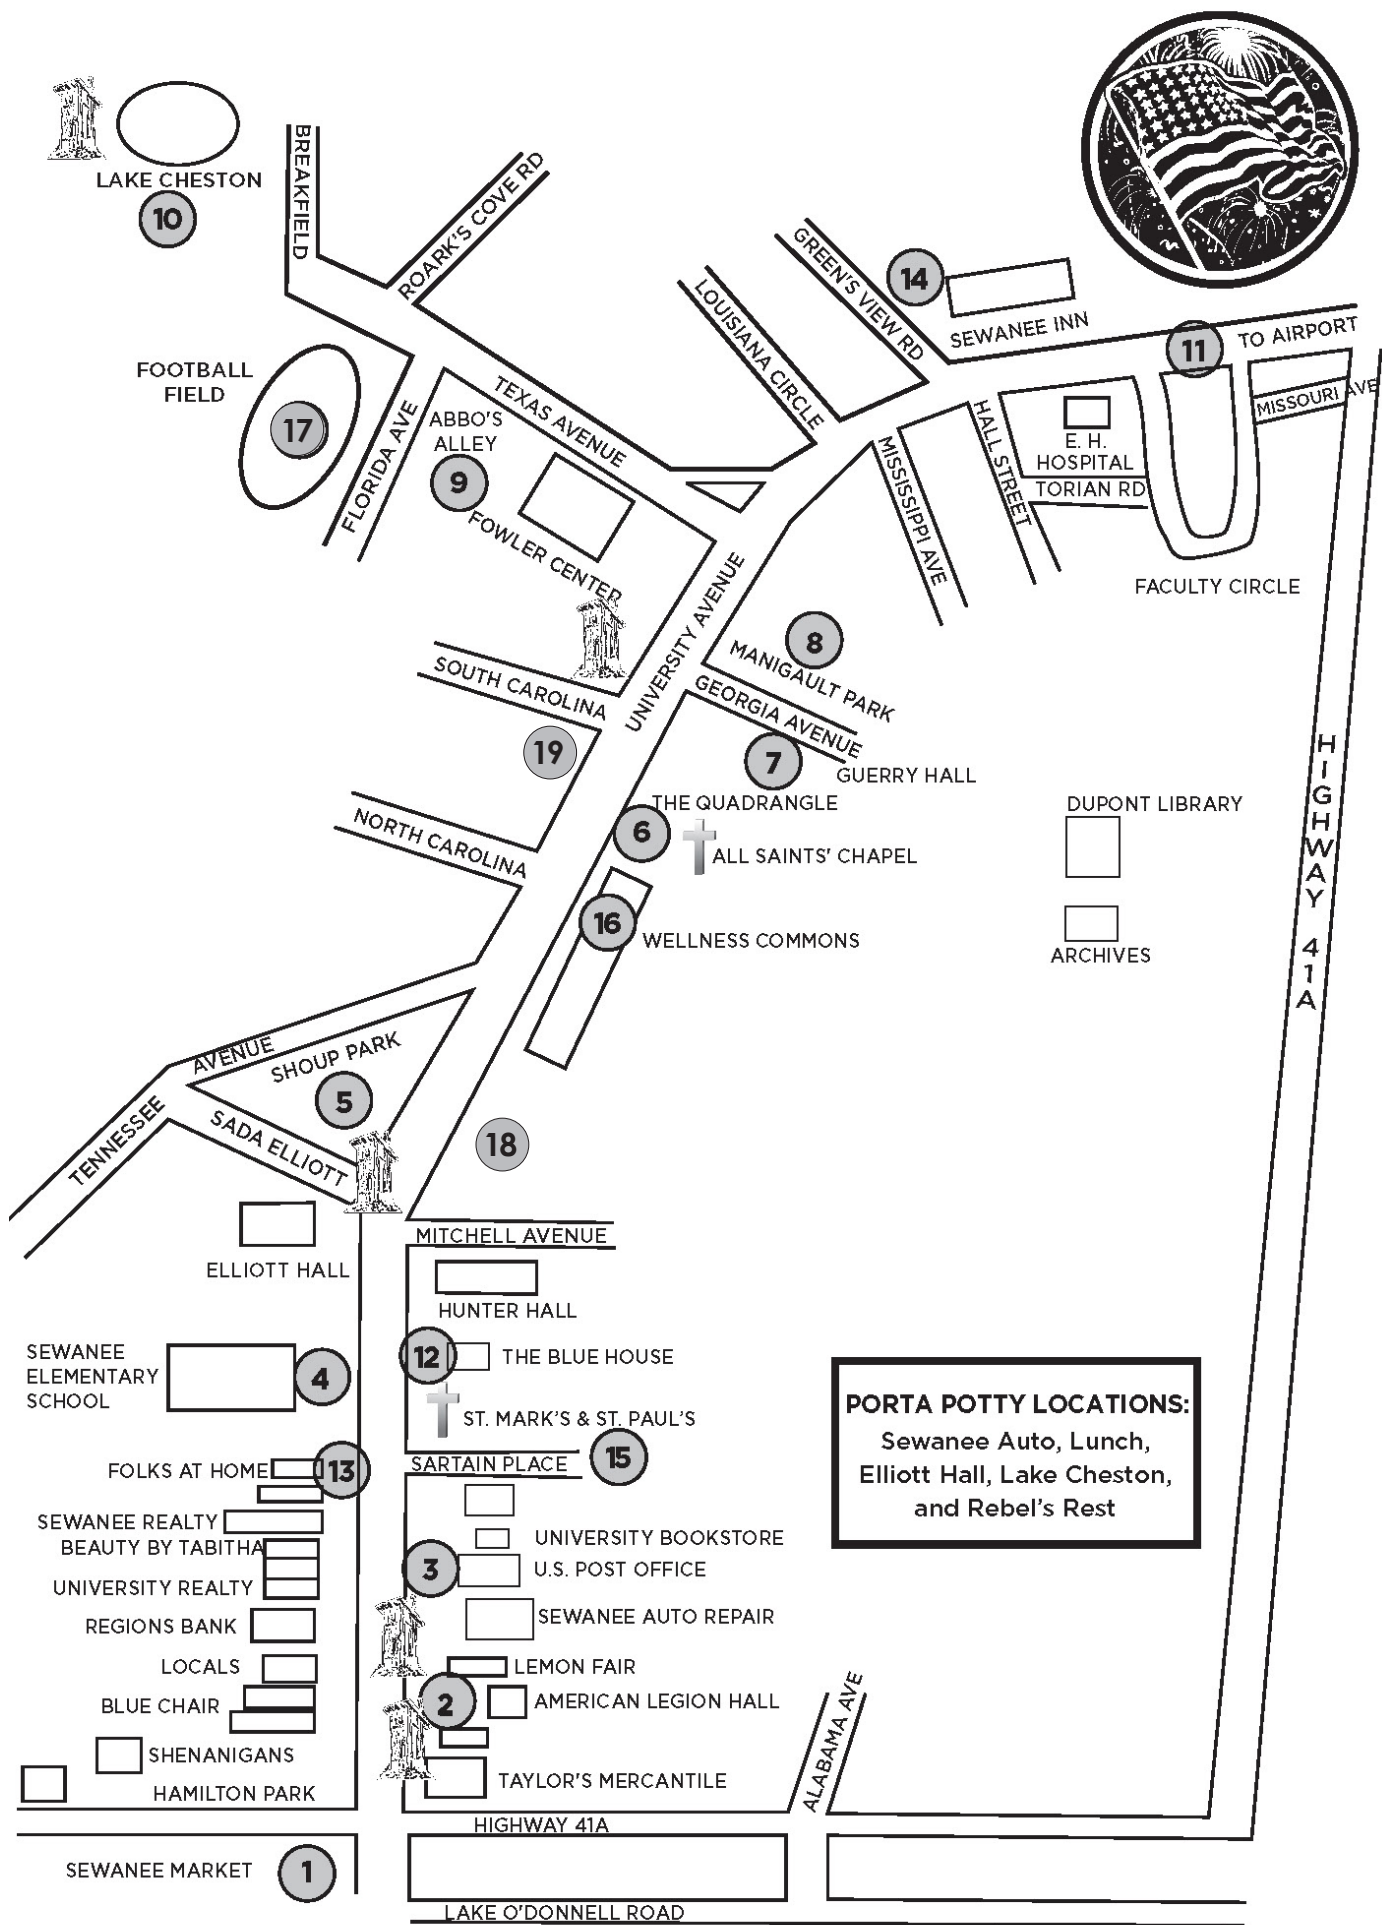 BREAKFIELD
LAKE CHESTON
10
ROARK'S COVE RD
GREEN'S VIEW RD
14
SEWANEE INN
LOUISIANA CIRCLE
11
TO AIRPORT
FOOTBALL
FIELD
17
FLORIDA AVE
TEXAS AVENUE
ABBO'S
ALLEY
9
FOWLER CENTER
MISSISSIPPI AVE
HALL STREET
E. H.
HOSPITAL
TORIAN RD
MISSOURI AVE
FACULTY CIRCLE
UNIVERSITY AVENUE
8
MANIGAULT PARK
SOUTH CAROLINA
GEORGIA AVENUE
19
7
GUERRY HALL
HIGHWAY 41A
THE QUADRANGLE
6
ALL SAINTS' CHAPEL
DUPONT LIBRARY
NORTH CAROLINA
16
WELLNESS COMMONS
ARCHIVES
TENNESSEE
AVENUE
SHOUP PARK
5
SADA ELLIOTT
18
MITCHELL AVENUE
ELLIOTT HALL
HUNTER HALL
SEWANEE
ELEMENTARY
SCHOOL
4
12
THE BLUE HOUSE
ST. MARK'S & ST. PAUL'S
FOLKS AT HOME
13
SARTAIN PLACE
15
PORTA POTTY LOCATIONS:
Sewanee Auto, Lunch,
Elliott Hall, Lake Cheston,
and Rebel's Rest
SEWANEE REALTY
BEAUTY BY TABITHA
UNIVERSITY REALTY
REGIONS BANK
LOCALS
BLUE CHAIR
SHENANIGANS
HAMILTON PARK
UNIVERSITY BOOKSTORE
3
U.S. POST OFFICE
SEWANEE AUTO REPAIR
LEMON FAIR
2
AMERICAN LEGION HALL
TAYLOR'S MERCANTILE
ALABAMA AVE
HIGHWAY 41A
SEWANEE MARKET
1
LAKE O'DONNELL ROAD